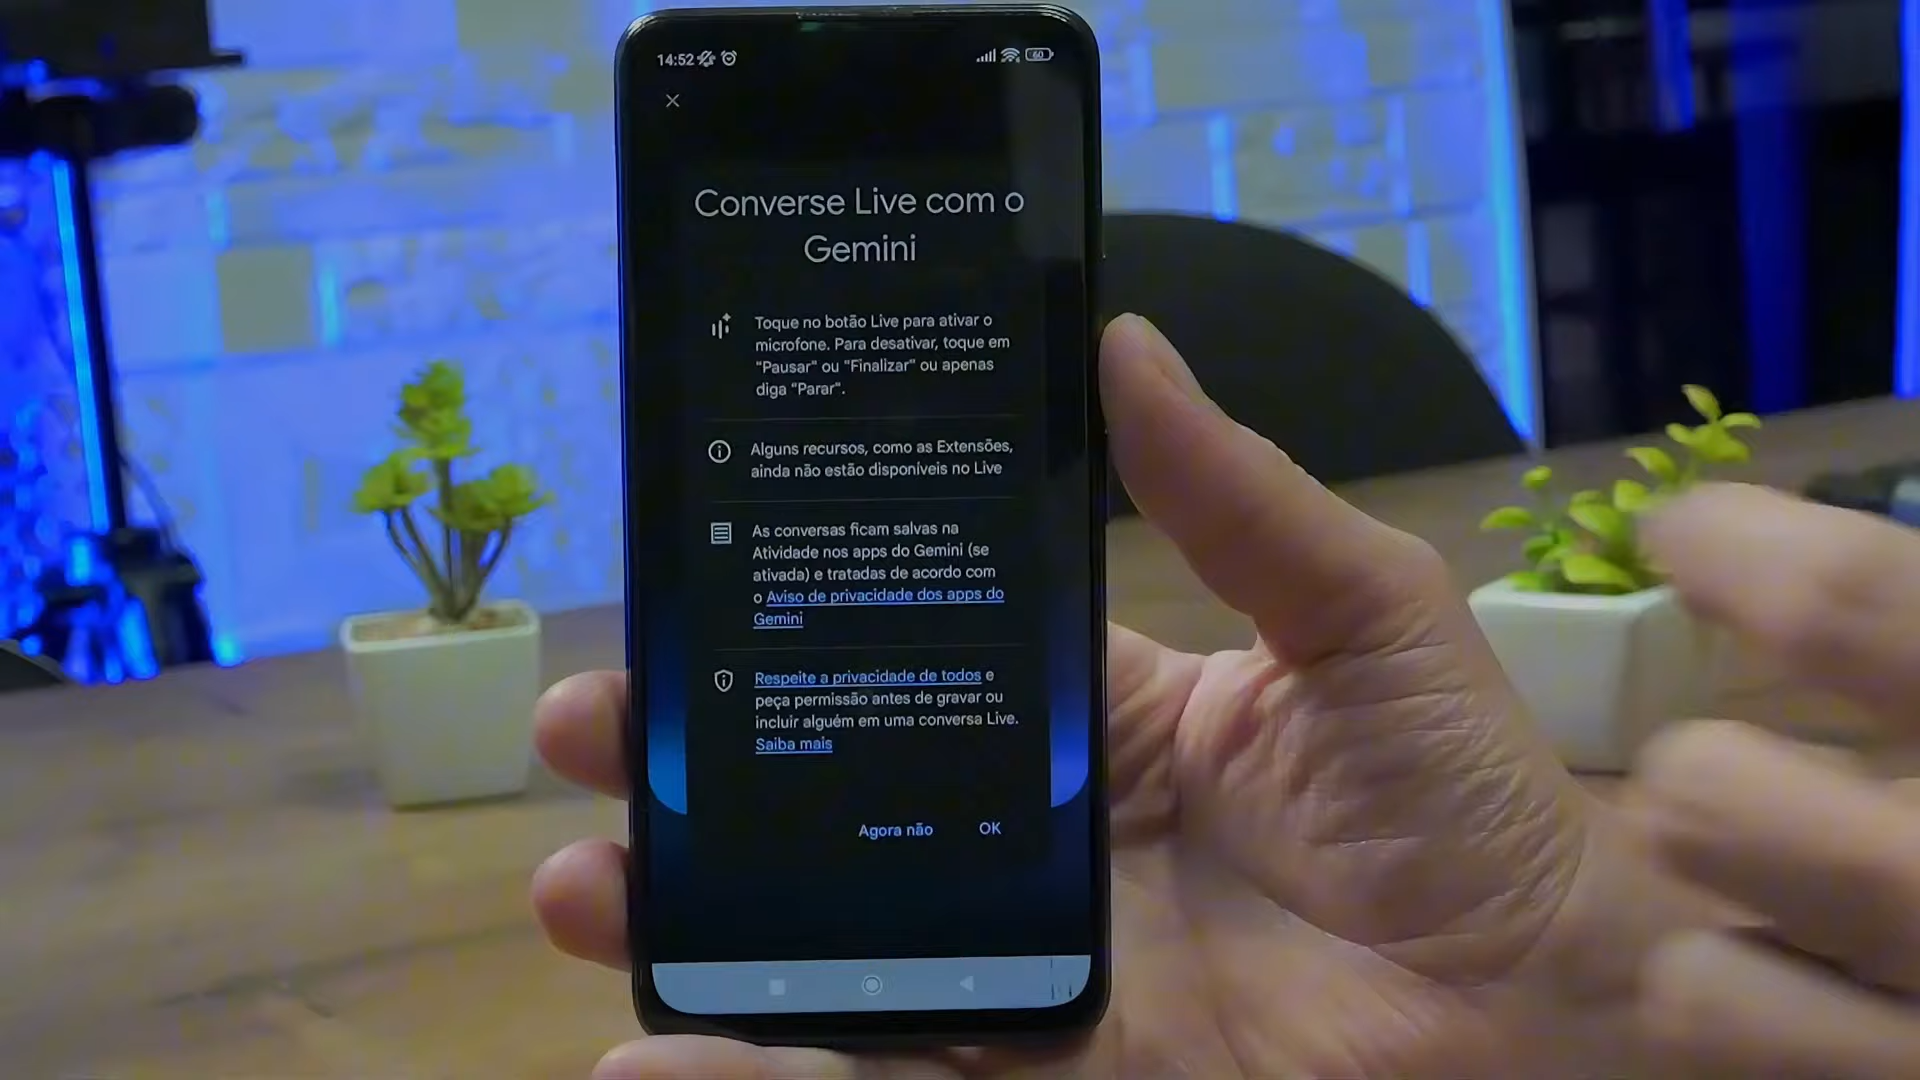 14:52
60
Converse Live com o
Gemini
Toque no botão Live para ativar o
microfone. Para desativar, toque em
"Pausar" ou "Finalizar" ou apenas
diga "Parar".
Alguns recursos, como as Extensões,
ainda não estão disponíveis no Live
As conversas ficam salvas na
Atividade nos apps do Gemini (se
ativada) e tratadas de acordo com
o Aviso de privacidade dos apps do
Gemini
Respeite a privacidade de todos e
peça permissão antes de gravar ou
incluir alguém em uma conversa Live.
Saiba mais
Agora não OK